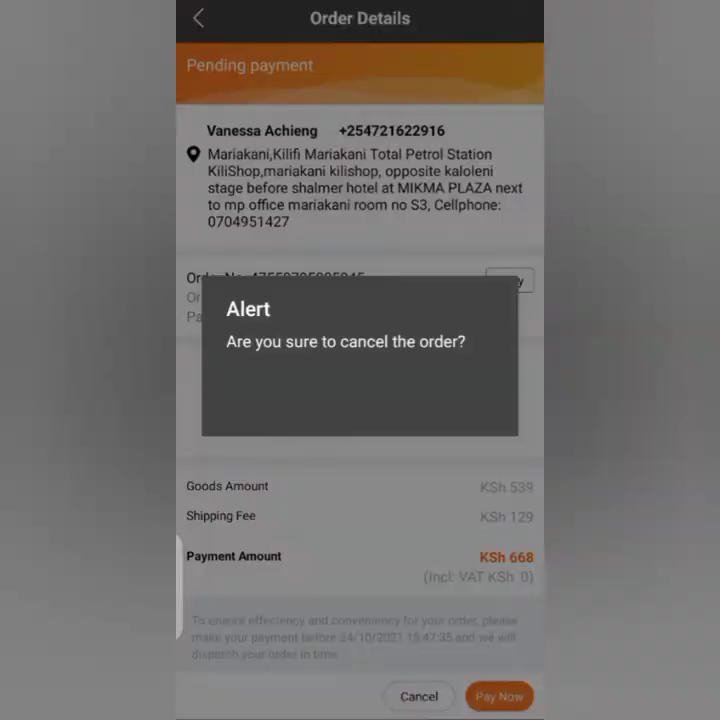 Order Details
Pending payment
Vanessa Achieng +254721622916
Mariakani,Kilifi Mariakani Total Petrol Station
KiliShop,mariakani kilishop, opposite kaloleni
stage before shalmer hotel at MIKMA PLAZA next
to mp office mariakani room no S3, Cellphone:
0704951427
Alert
Are you sure to cancel the order?
Goods Amount KSh 539
Shipping Fee KSh 129
Payment Amount KSh 668
(Incl. VAT KSh 0)
To ensure effeciency and conveniency for your order, please
make your payment before 24/10/2021 15:47:35 and we will
dispatch your order in time
Cancel Pay Now